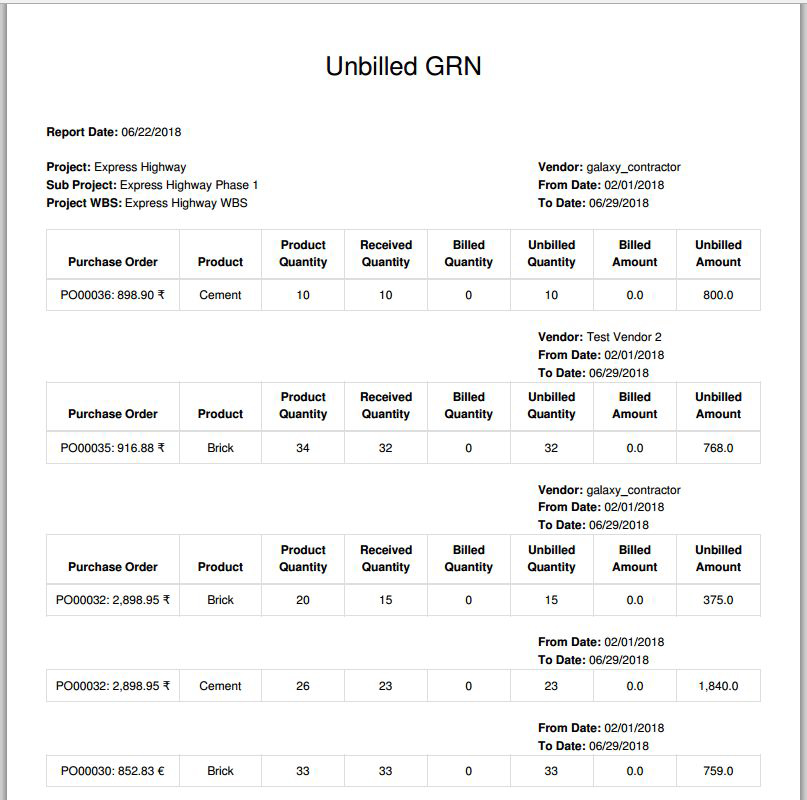 Unbilled GRN
Report Date: 06/22/2018
Project: Express Highway
Sub Project: Express Highway Phase 1
Project WBS: Express Highway WBS
Vendor: galaxy_contractor
From Date: 02/01/2018
To Date: 06/29/2018
Purchase Order Product Product Quantity Received Quantity Billed Quantity Unbilled Quantity Billed Amount Unbilled Amount
PO00036: 898.90 ₹ Cement 10 10 0 10 0.0 800.0
Vendor: Test Vendor 2
From Date: 02/01/2018
To Date: 06/29/2018
Purchase Order Product Product Quantity Received Quantity Billed Quantity Unbilled Quantity Billed Amount Unbilled Amount
PO00035: 916.88 ₹ Brick 34 32 0 32 0.0 768.0
Vendor: galaxy_contractor
From Date: 02/01/2018
To Date: 06/29/2018
Purchase Order Product Product Quantity Received Quantity Billed Quantity Unbilled Quantity Billed Amount Unbilled Amount
PO00032: 2,898.95 ₹ Brick 20 15 0 15 0.0 375.0
From Date: 02/01/2018
To Date: 06/29/2018
PO00032: 2,898.95 ₹ Cement 26 23 0 23 0.0 1,840.0
From Date: 02/01/2018
To Date: 06/29/2018
PO00030: 852.83 € Brick 33 33 0 33 0.0 759.0